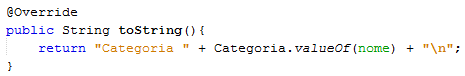 @Override
public String toString(){
return "Categoria " + Categoria.valueOf(nome) + "\n";
}